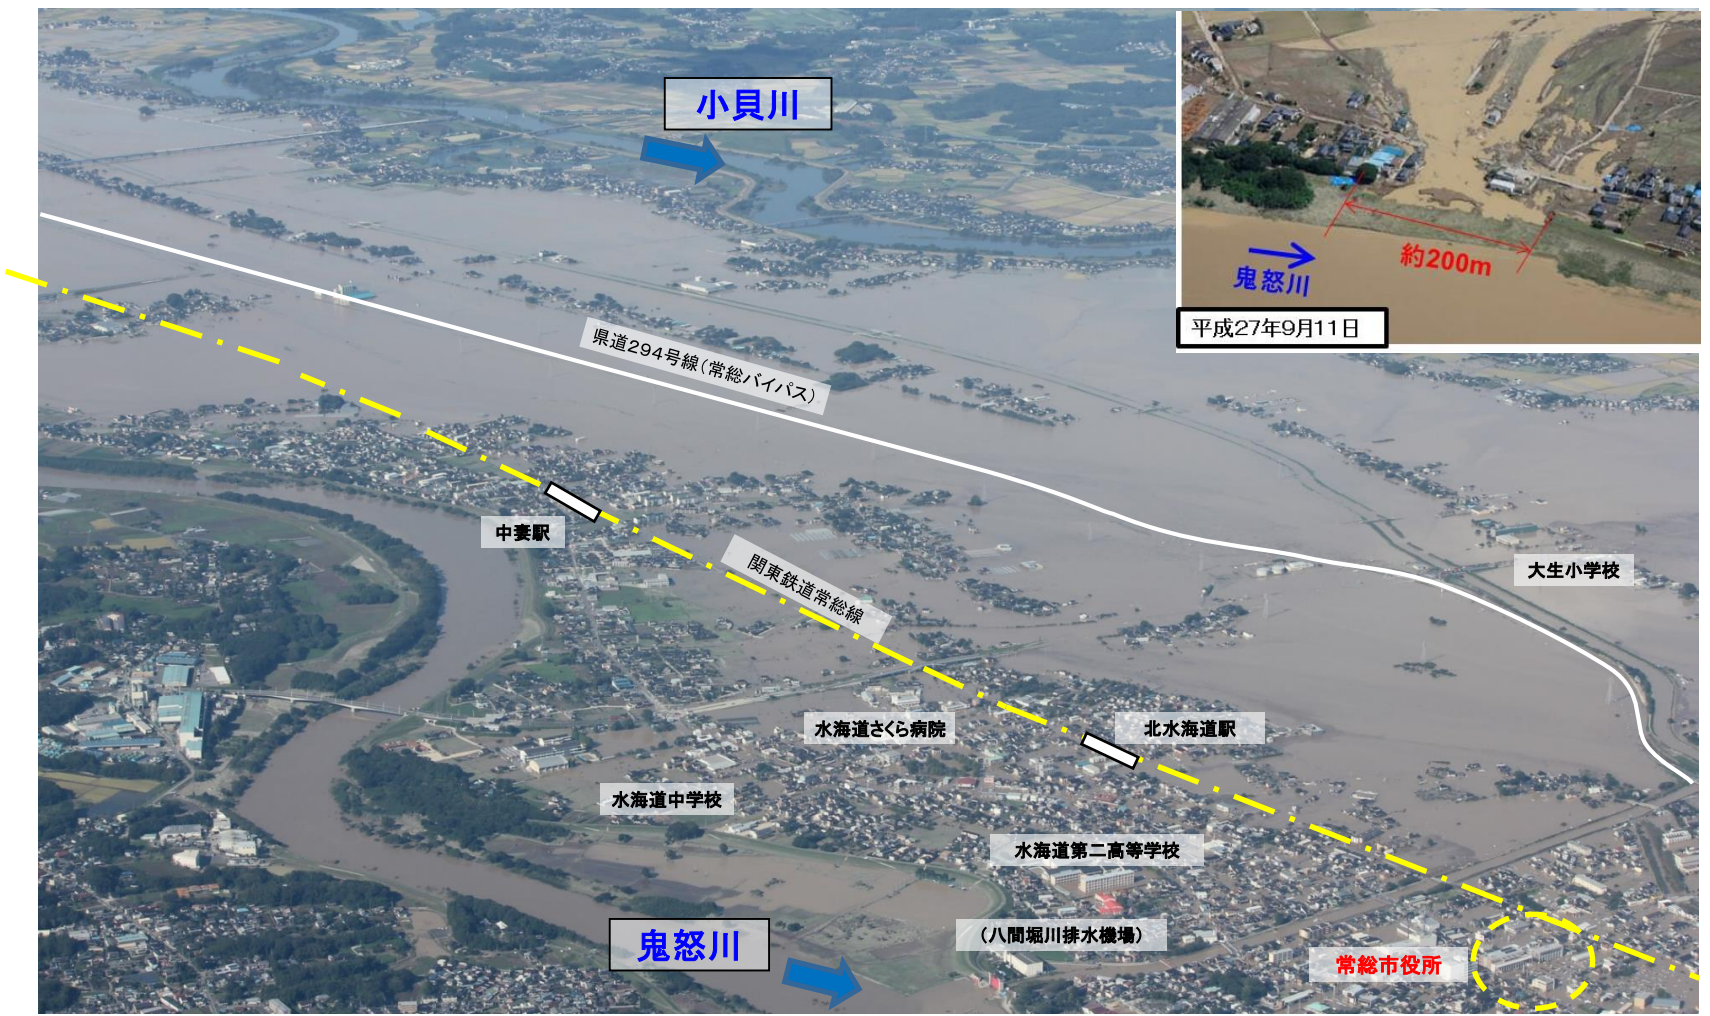 小貝川
約200m
鬼怒川
平成27年9月11日
県道294号線(常総バイパス)
中妻駅
関東鉄道常総線
大生小学校
水海道さくら病院
北水海道駅
水海道中学校
水海道第二高等学校
鬼怒川
(八間堀川排水機場)
常総市役所